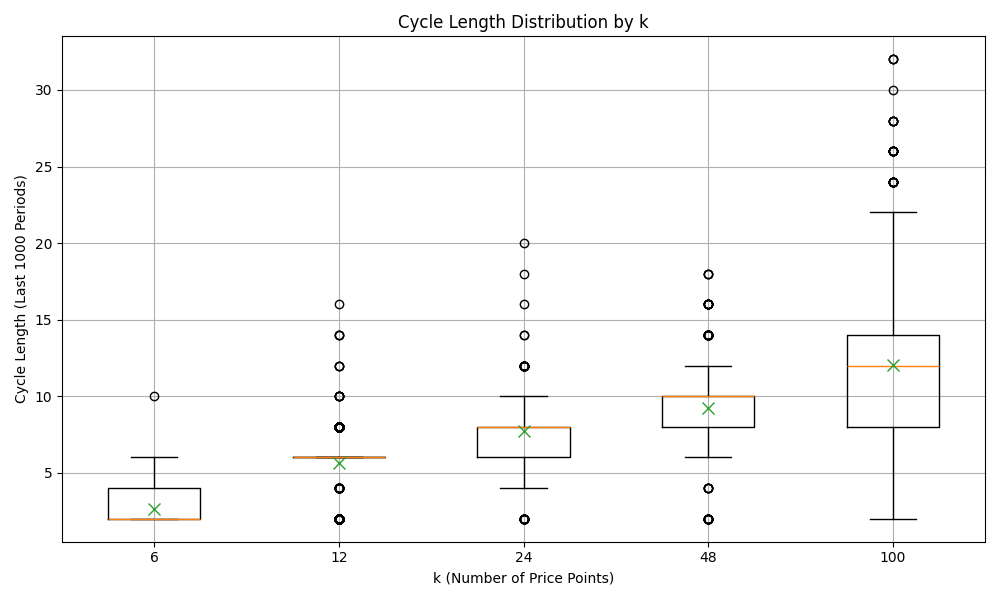 Cycle Length Distribution by k
Cycle Length (Last 1000 Periods)
30
25
20
15
10
5
6 12 24 48 100
k (Number of Price Points)